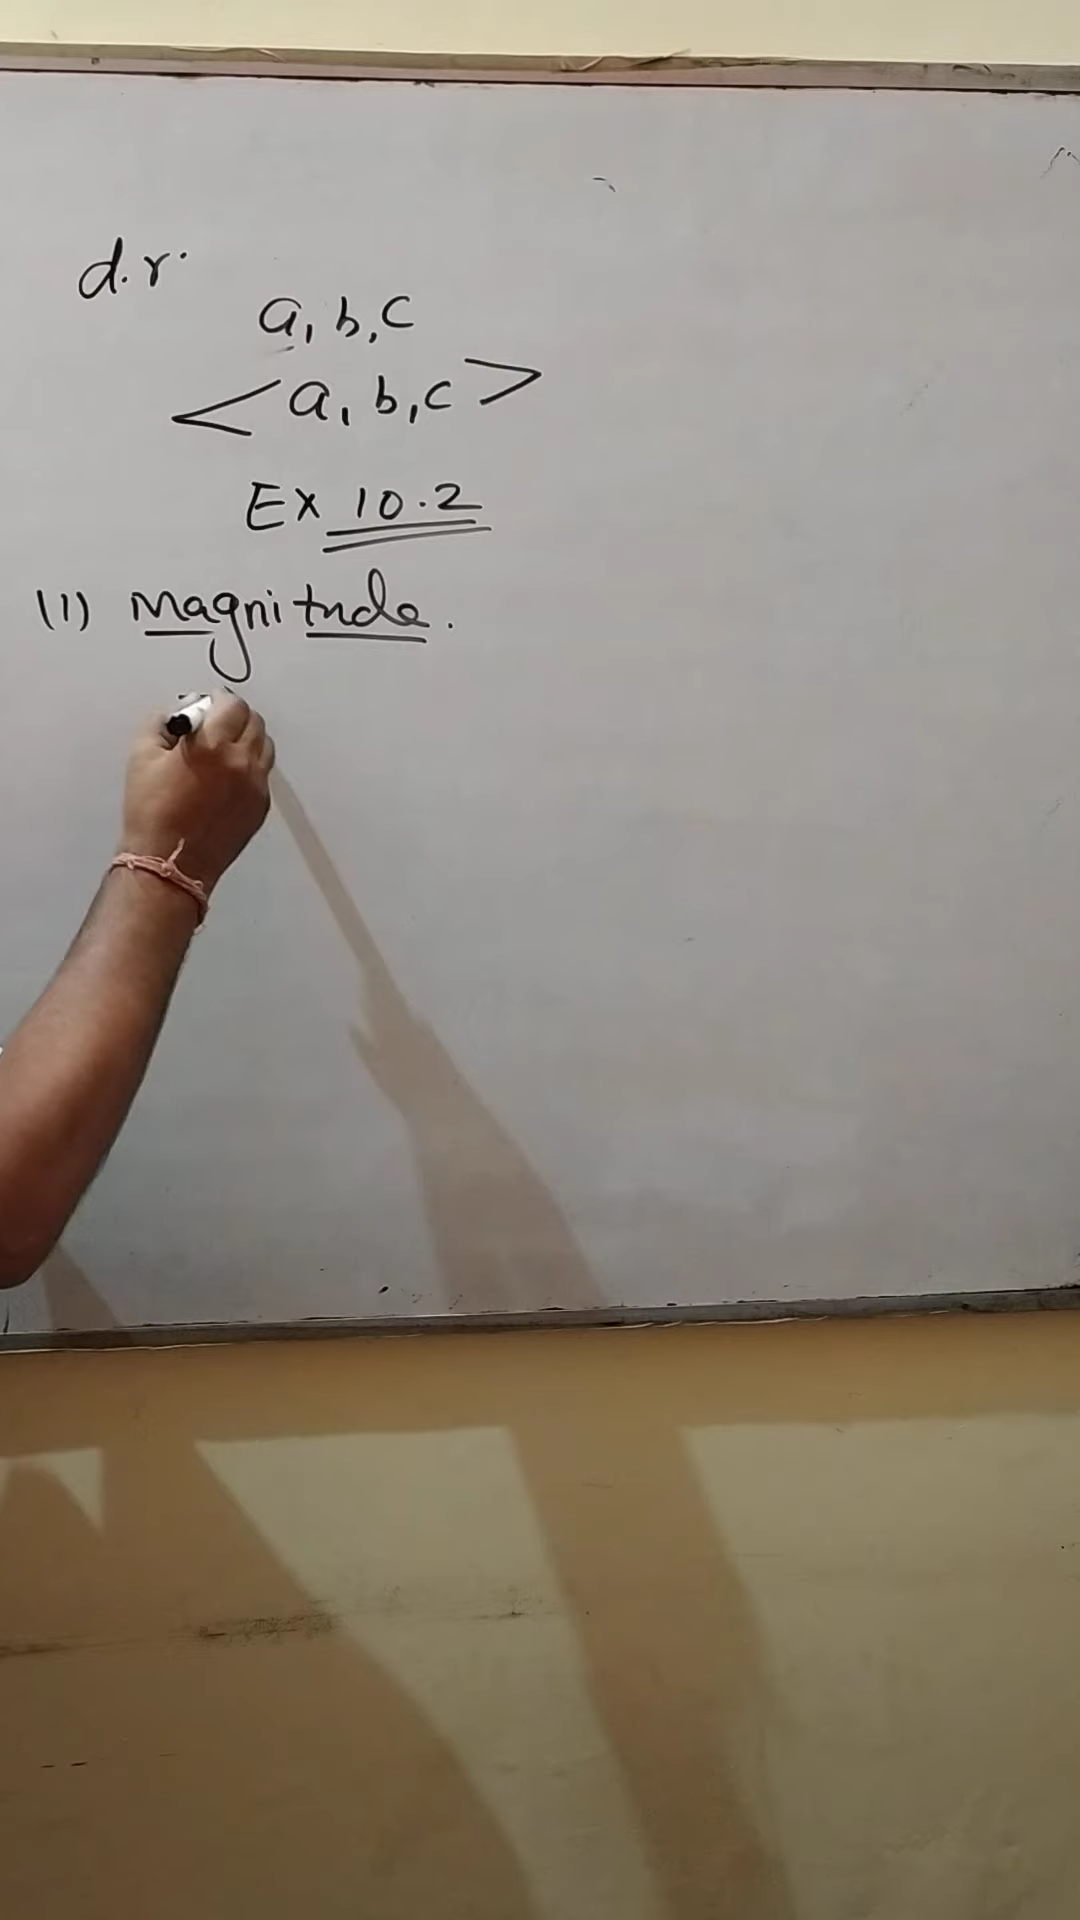 d.r.
a, b, c
< a, b, c >
Ex 10.2
(1) magnitude.